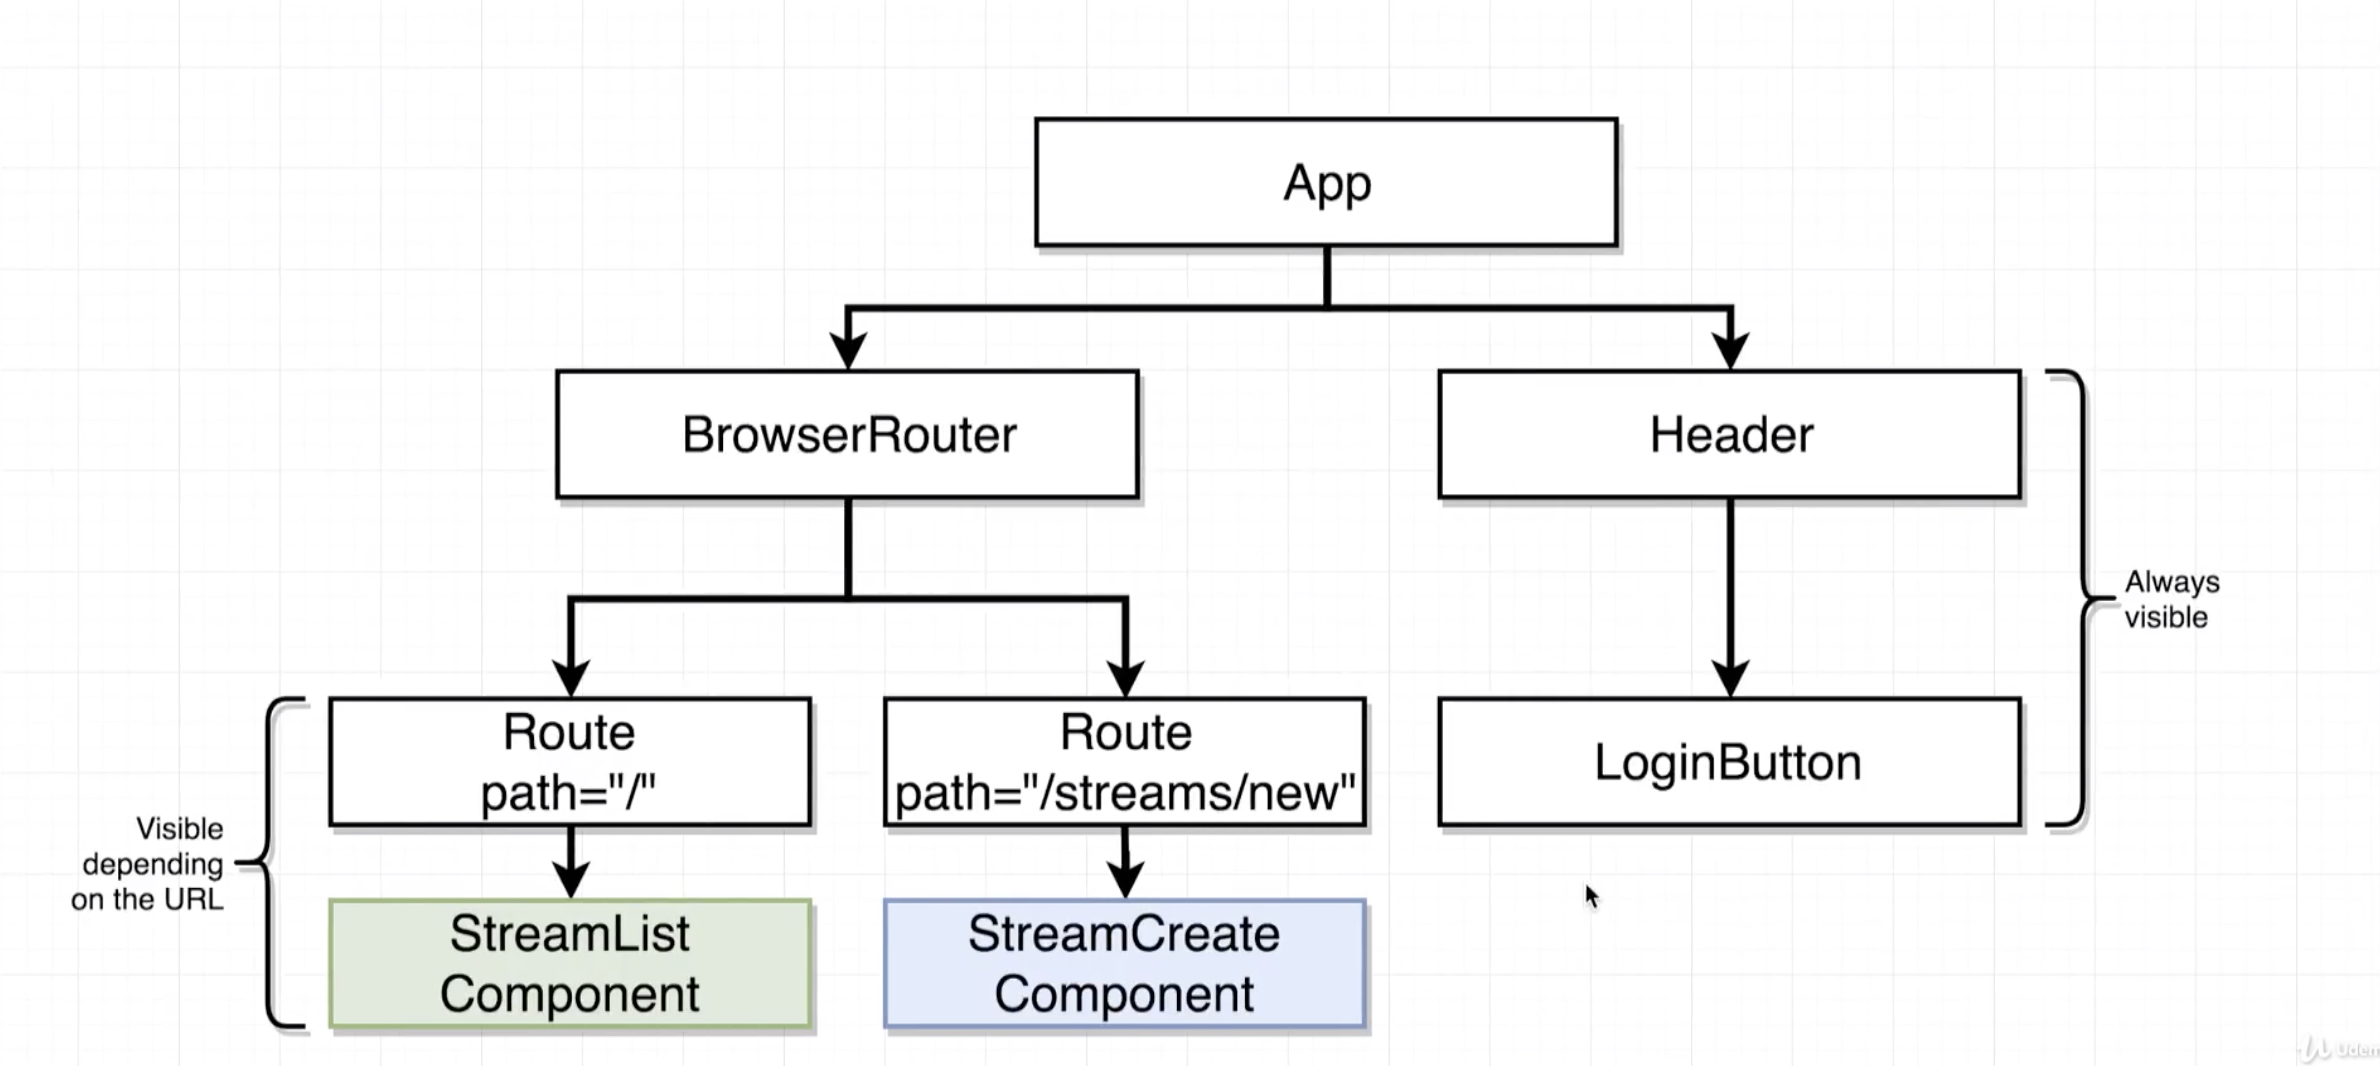 App
BrowserRouter
Header
Always
visible
Route
path="/"
Route
path="/streams/new"
LoginButton
Visible
depending
on the URL
StreamList
Component
StreamCreate
Component